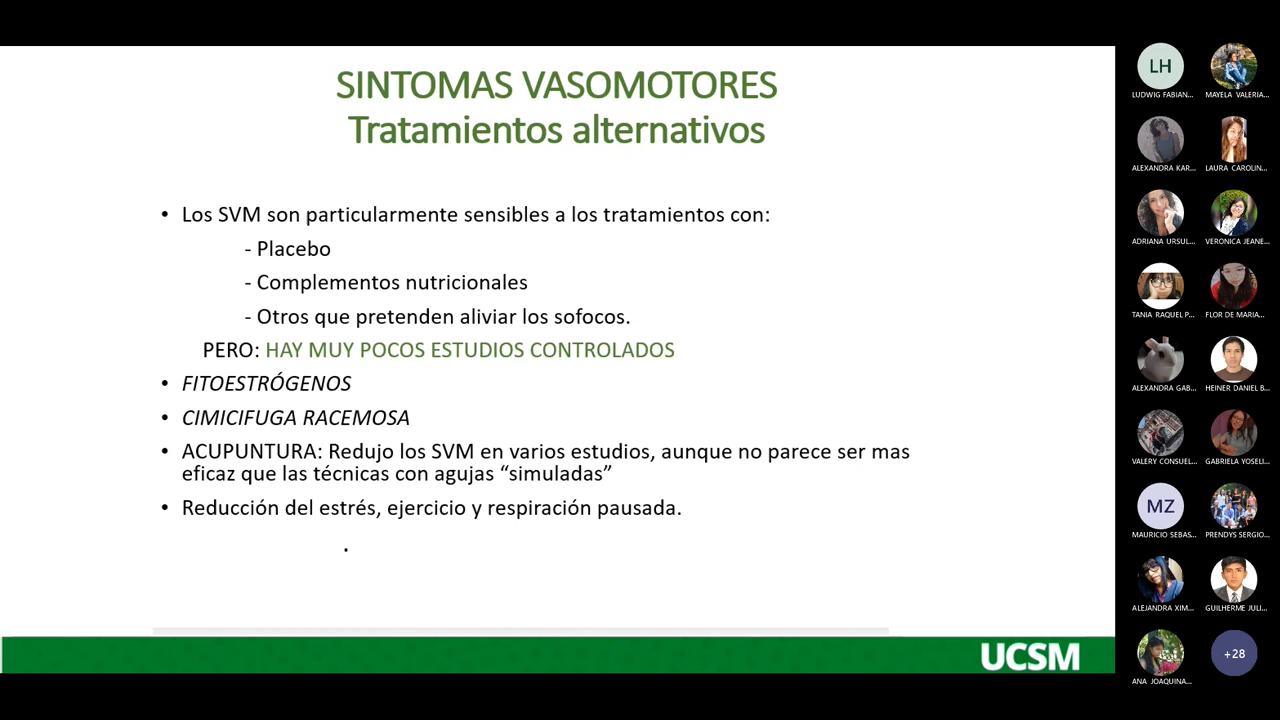 SINTOMAS VASOMOTORES
Tratamientos alternativos
• Los SVM son particularmente sensibles a los tratamientos con:
- Placebo
- Complementos nutricionales
- Otros que pretenden aliviar los sofocos.
PERO: HAY MUY POCOS ESTUDIOS CONTROLADOS
• FITOESTRÓGENOS
• CIMICIFUGA RACEMOSA
• ACUPUNTURA: Redujo los SVM en varios estudios, aunque no parece ser mas
eficaz que las técnicas con agujas “simuladas”
• Reducción del estrés, ejercicio y respiración pausada.
.
UCSM
LH
LUDWIG FABIAN...
MAYELA VALERIA...
ALEXANDRA KAR...
LAURA CAROLIN...
ADRIANA URSUL...
VERONICA JEANE...
TANIA RAQUEL P...
FLOR DE MARIA...
ALEXANDRA GAB...
HEINER DANIEL B...
VALERY CONSUEL...
GABRIELA YOSELI...
MZ
MAURICIO SEBAS...
PRENDYS SERGIO...
ALEJANDRA XIM...
GUILHERME JULI...
ANA JOAQUINA...
+28